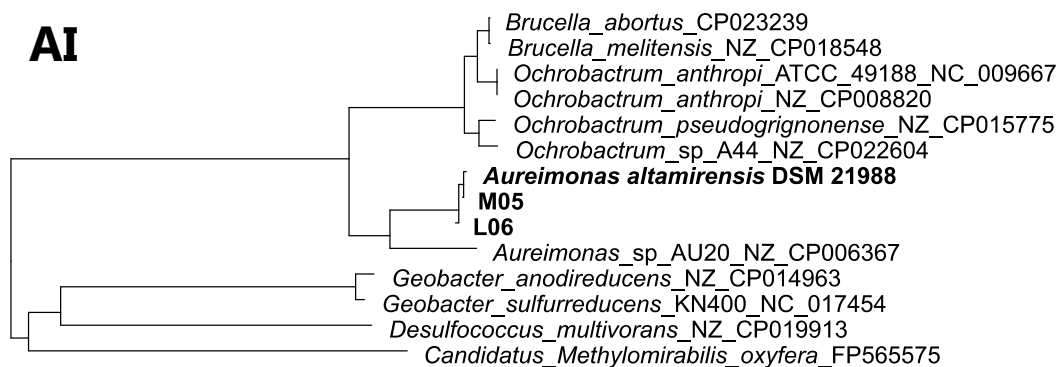 AI
Brucella_abortus_CP023239
Brucella_melitensis_NZ_CP018548
Ochrobactrum_anthropi_ATCC_49188_NC_009667
Ochrobactrum_anthropi_NZ_CP008820
Ochrobactrum_pseudogrignonense_NZ_CP015775
Ochrobactrum_sp_A44_NZ_CP022604
Aureimonas altamirensis DSM 21988
M05
L06
Aureimonas_sp_AU20_NZ_CP006367
Geobacter_anodireducens_NZ_CP014963
Geobacter_sulfurreducens_KN400_NC_017454
Desulfococcus_multivorans_NZ_CP019913
Candidatus_Methylomirabilis_oxyfera_FP565575